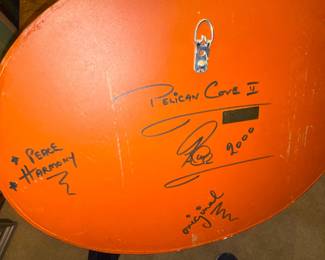 PELICAN COVE II
2000
* PEACE
* HARMONY
original